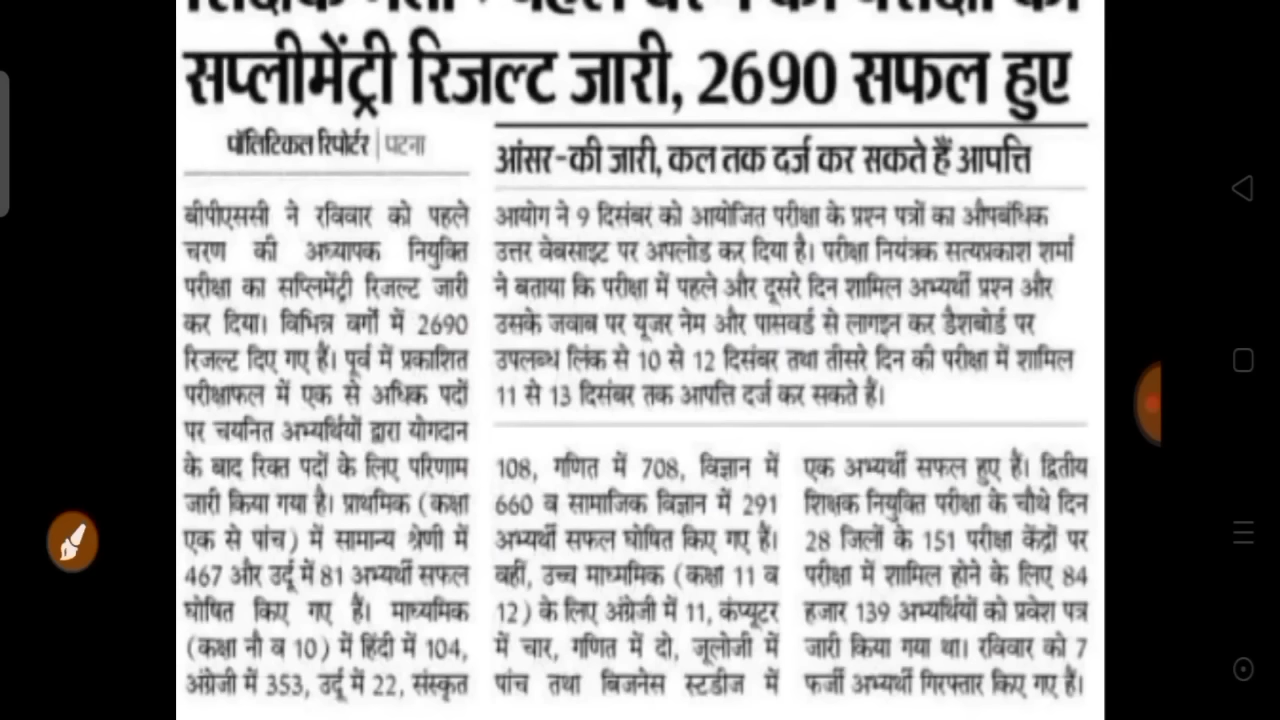 सप्लीमेंट्री रिजल्ट जारी, 2690 सफल हुए
पॉलिटिकल रिपोर्टर | पटना
बीपीएससी ने रविवार को पहले
चरण की अध्यापक नियुक्ति
परीक्षा का सप्लिमेंट्री रिजल्ट जारी
कर दिया। विभिन्न वर्गों में 2690
रिजल्ट दिए गए हैं। पूर्व में प्रकाशित
परीक्षाफल में एक से अधिक पदों
पर चयनित अभ्यर्थियों द्वारा योगदान
के बाद रिक्त पदों के लिए परिणाम
जारी किया गया है। प्राथमिक (कक्षा
एक से पांच) में सामान्य श्रेणी में
467 और उर्दू में 81 अभ्यर्थी सफल
घोषित किए गए हैं। माध्यमिक
(कक्षा नौ व 10) में हिंदी में 104,
अंग्रेजी में 353, उर्दू में 22, संस्कृत
आंसर-की जारी, कल तक दर्ज कर सकते हैं आपत्ति
आयोग ने 9 दिसंबर को आयोजित परीक्षा के प्रश्न पत्रों का औपबंधिक
उत्तर वेबसाइट पर अपलोड कर दिया है। परीक्षा नियंत्रक सत्यप्रकाश शर्मा
ने बताया कि परीक्षा में पहले और दूसरे दिन शामिल अभ्यर्थी प्रश्न और
उसके जवाब पर यूजर नेम और पासवर्ड से लागइन कर डैशबोर्ड पर
उपलब्ध लिंक से 10 से 12 दिसंबर तथा तीसरे दिन की परीक्षा में शामिल
11 से 13 दिसंबर तक आपत्ति दर्ज कर सकते हैं।
108, गणित में 708, विज्ञान में
660 व सामाजिक विज्ञान में 291
अभ्यर्थी सफल घोषित किए गए हैं।
वहीं, उच्च माध्यमिक (कक्षा 11 व
12) के लिए अंग्रेजी में 11, कंप्यूटर
में चार, गणित में दो, जूलोजी में
पांच तथा बिजनेस स्टडीज में
एक अभ्यर्थी सफल हुए हैं। द्वितीय
शिक्षक नियुक्ति परीक्षा के चौथे दिन
28 जिलों के 151 परीक्षा केंद्रों पर
परीक्षा में शामिल होने के लिए 84
हजार 139 अभ्यर्थियों को प्रवेश पत्र
जारी किया गया था। रविवार को 7
फर्जी अभ्यर्थी गिरफ्तार किए गए हैं।